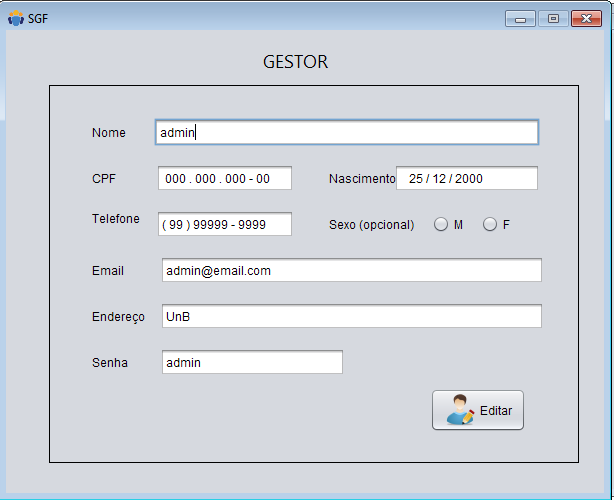 SGF
GESTOR
Nome admin
CPF 000 . 000 . 000 - 00 Nascimento 25 / 12 / 2000
Telefone ( 99 ) 99999 - 9999 Sexo (opcional) M F
Email admin@email.com
Endereço UnB
Senha admin
Editar